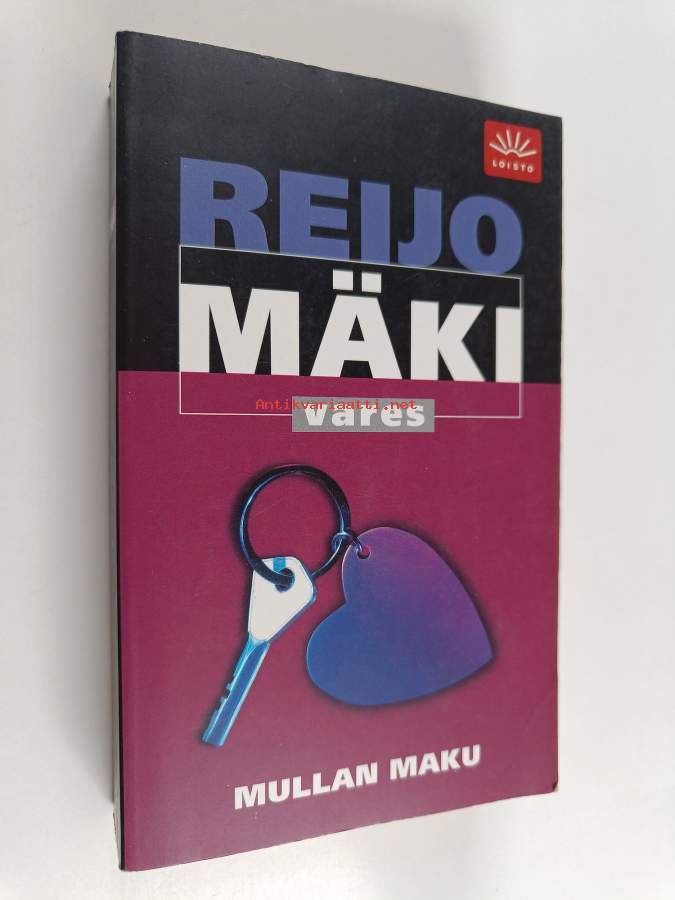 LOISTO
REIJO
MÄKI
Antikvariaatti.net
vares
MULLAN MAKU